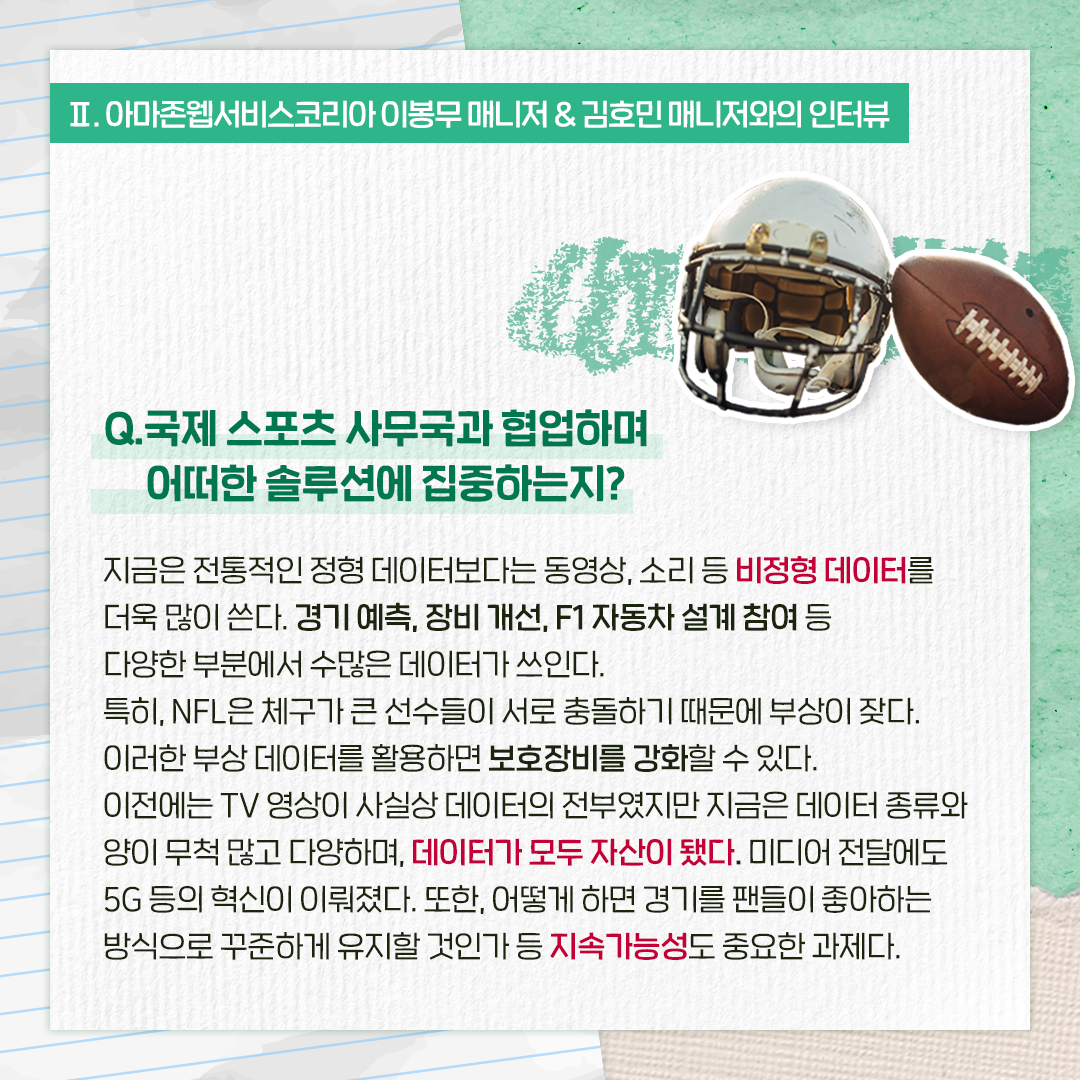 Ⅱ. 아마존웹서비스코리아 이봉무 매니저 & 김호민 매니저와의 인터뷰
Q.국제 스포츠 사무국과 협업하며
어떠한 솔루션에 집중하는지?
지금은 전통적인 정형 데이터보다는 동영상, 소리 등 비정형 데이터를
더욱 많이 쓴다. 경기 예측, 장비 개선, F1 자동차 설계 참여 등
다양한 부분에서 수많은 데이터가 쓰인다.
특히, NFL은 체구가 큰 선수들이 서로 충돌하기 때문에 부상이 잦다.
이러한 부상 데이터를 활용하면 보호장비를 강화할 수 있다.
이전에는 TV 영상이 사실상 데이터의 전부였지만 지금은 데이터 종류와
양이 무척 많고 다양하며, 데이터가 모두 자산이 됐다. 미디어 전달에도
5G 등의 혁신이 이뤄졌다. 또한, 어떻게 하면 경기를 팬들이 좋아하는
방식으로 꾸준하게 유지할 것인가 등 지속가능성도 중요한 과제다.